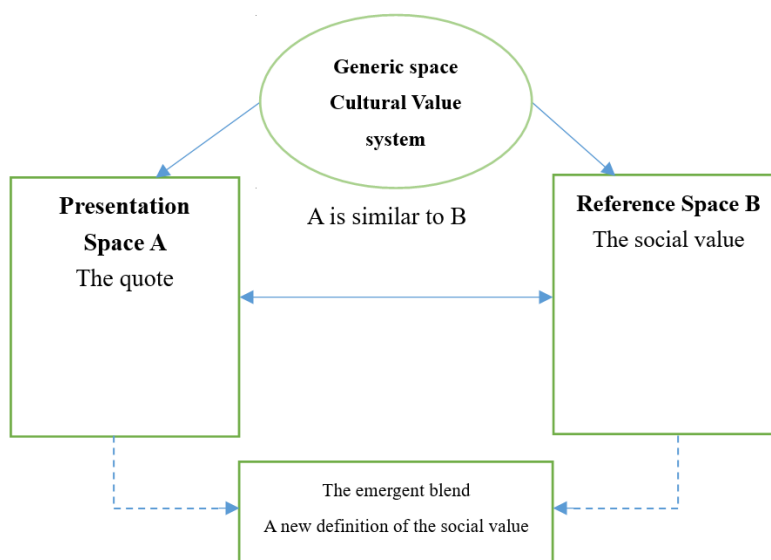 Generic space
Cultural Value
system
Presentation
Space A
The quote
A is similar to B
Reference Space B
The social value
The emergent blend
A new definition of the social value